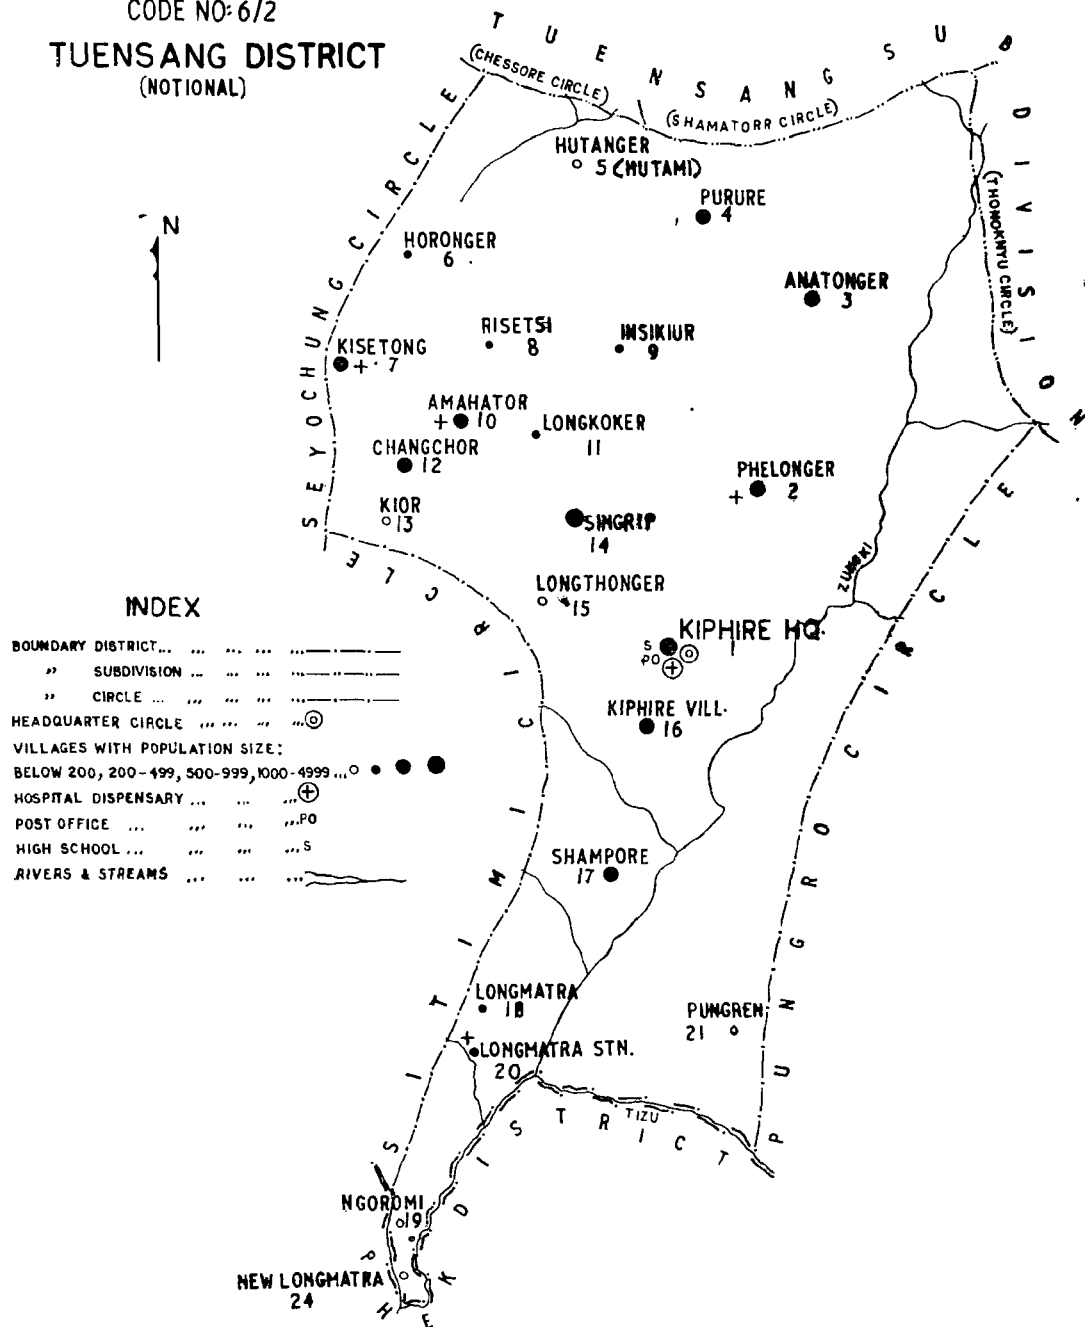 CODE NO: 6/2
TUENSANG DISTRICT
(NOTIONAL)
TUENSANG SUB DIVISION
(CHESSORE CIRCLE)
(SHAMATORR CIRCLE)
(THONOKNYU CIRCLE)
SEYOCHUNG CIRCLE
N
HUTANGER
5 (MUTAMI)
PURURE
4
HORONGER
6
ANATONGER
3
RISETSI
8
INSIKIUR
9
KISETONG
7
AMAHATOR
10
LONGKOKER
11
CHANGCHOR
12
PHELONGER
2
KIOR
13
SINGRIP
14
LONGTHONGER
15
KIPHIRE HQ.
1
S
PO
KIPHIRE VILL.
16
SHAMPORE
17
LONGMATRA
18
LONGMATRA STN.
20
PUNGREN
21
TIZU
NGOROMI
19
NEW LONGMATRA
24
SITIMI CIRCLE
PUNGRO CIRCLE
PHEK DISTRICT
INDEX
BOUNDARY DISTRICT... ... ... ... ...
,, SUBDIVISION ... ... ... ... ...
,, CIRCLE ... ... ... ... ...
HEADQUARTER CIRCLE ... ... ... ...
VILLAGES WITH POPULATION SIZE:
BELOW 200, 200-499, 500-999, 1000-4999 ...
HOSPITAL DISPENSARY ... ... ...
POST OFFICE ... ... ... ... PO
HIGH SCHOOL ... ... ... ... S
RIVERS & STREAMS ... ... ...